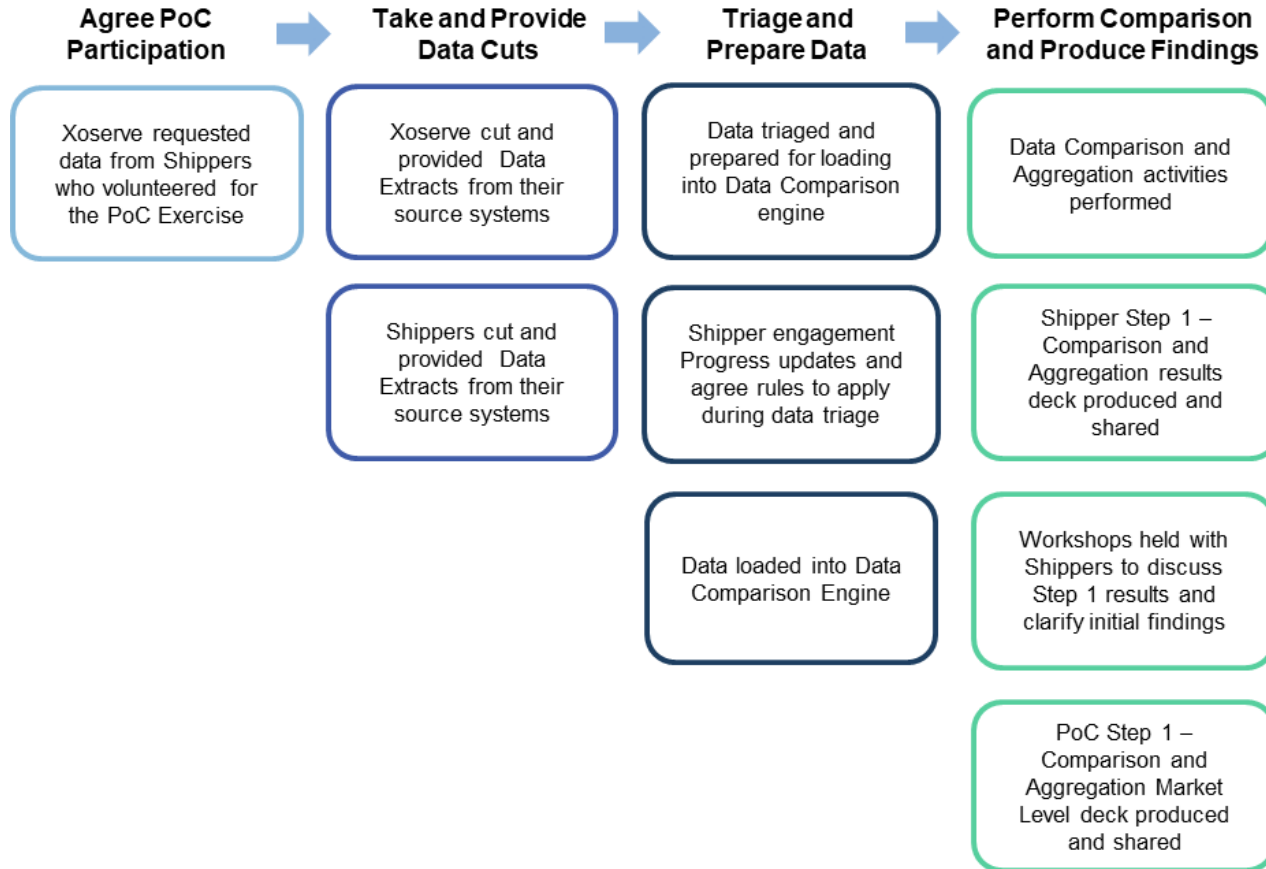 Agree PoC
Participation
Take and Provide
Data Cuts
Triage and
Prepare Data
Perform Comparison
and Produce Findings
Xoserve requested
data from Shippers
who volunteered for
the PoC Exercise
Xoserve cut and
provided Data
Extracts from their
source systems
Shippers cut and
provided Data
Extracts from their
source systems
Data triaged and
prepared for loading
into Data Comparison
engine
Shipper engagement
Progress updates and
agree rules to apply
during data triage
Data loaded into Data
Comparison Engine
Data Comparison and
Aggregation activities
performed
Shipper Step 1 –
Comparison and
Aggregation results
deck produced and
shared
Workshops held with
Shippers to discuss
Step 1 results and
clarify initial findings
PoC Step 1 –
Comparison and
Aggregation Market
Level deck produced
and shared